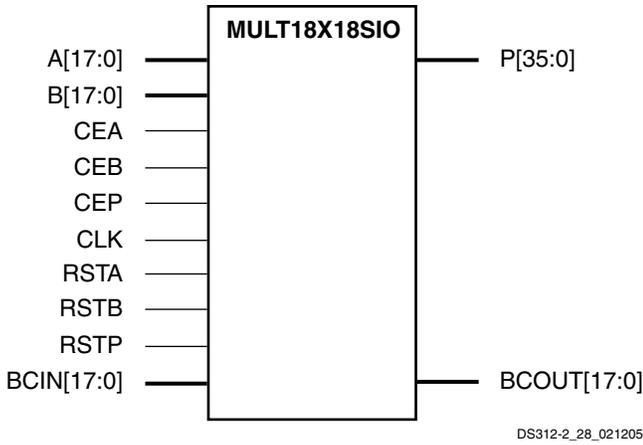 MULT18X18SIO
A[17:0]
P[35:0]
B[17:0]
CEA
CEB
CEP
CLK
RSTA
RSTB
RSTP
BCIN[17:0]
BCOUT[17:0]
DS312-2_28_021205